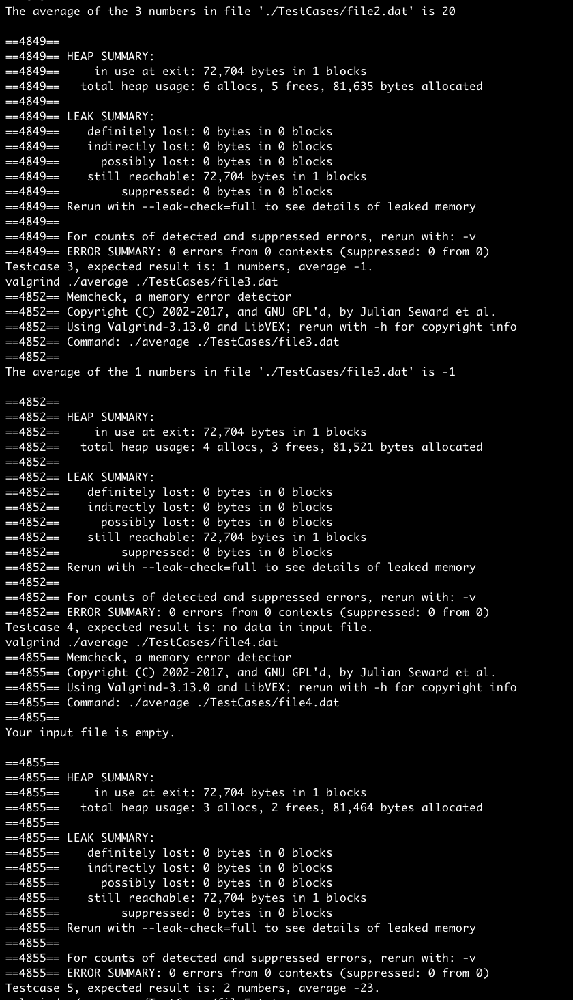 The average of the 3 numbers in file './TestCases/file2.dat' is 20
==4849==
==4849== HEAP SUMMARY:
==4849==     in use at exit: 72,704 bytes in 1 blocks
==4849==   total heap usage: 6 allocs, 5 frees, 81,635 bytes allocated
==4849==
==4849== LEAK SUMMARY:
==4849==    definitely lost: 0 bytes in 0 blocks
==4849==    indirectly lost: 0 bytes in 0 blocks
==4849==      possibly lost: 0 bytes in 0 blocks
==4849==    still reachable: 72,704 bytes in 1 blocks
==4849==         suppressed: 0 bytes in 0 blocks
==4849== Rerun with --leak-check=full to see details of leaked memory
==4849==
==4849== For counts of detected and suppressed errors, rerun with: -v
==4849== ERROR SUMMARY: 0 errors from 0 contexts (suppressed: 0 from 0)
Testcase 3, expected result is: 1 numbers, average -1.
valgrind ./average ./TestCases/file3.dat
==4852== Memcheck, a memory error detector
==4852== Copyright (C) 2002-2017, and GNU GPL'd, by Julian Seward et al.
==4852== Using Valgrind-3.13.0 and LibVEX; rerun with -h for copyright info
==4852== Command: ./average ./TestCases/file3.dat
==4852==
The average of the 1 numbers in file './TestCases/file3.dat' is -1
==4852==
==4852== HEAP SUMMARY:
==4852==     in use at exit: 72,704 bytes in 1 blocks
==4852==   total heap usage: 4 allocs, 3 frees, 81,521 bytes allocated
==4852==
==4852== LEAK SUMMARY:
==4852==    definitely lost: 0 bytes in 0 blocks
==4852==    indirectly lost: 0 bytes in 0 blocks
==4852==      possibly lost: 0 bytes in 0 blocks
==4852==    still reachable: 72,704 bytes in 1 blocks
==4852==         suppressed: 0 bytes in 0 blocks
==4852== Rerun with --leak-check=full to see details of leaked memory
==4852==
==4852== For counts of detected and suppressed errors, rerun with: -v
==4852== ERROR SUMMARY: 0 errors from 0 contexts (suppressed: 0 from 0)
Testcase 4, expected result is: no data in input file.
valgrind ./average ./TestCases/file4.dat
==4855== Memcheck, a memory error detector
==4855== Copyright (C) 2002-2017, and GNU GPL'd, by Julian Seward et al.
==4855== Using Valgrind-3.13.0 and LibVEX; rerun with -h for copyright info
==4855== Command: ./average ./TestCases/file4.dat
==4855==
Your input file is empty.
==4855==
==4855== HEAP SUMMARY:
==4855==     in use at exit: 72,704 bytes in 1 blocks
==4855==   total heap usage: 3 allocs, 2 frees, 81,464 bytes allocated
==4855==
==4855== LEAK SUMMARY:
==4855==    definitely lost: 0 bytes in 0 blocks
==4855==    indirectly lost: 0 bytes in 0 blocks
==4855==      possibly lost: 0 bytes in 0 blocks
==4855==    still reachable: 72,704 bytes in 1 blocks
==4855==         suppressed: 0 bytes in 0 blocks
==4855== Rerun with --leak-check=full to see details of leaked memory
==4855==
==4855== For counts of detected and suppressed errors, rerun with: -v
==4855== ERROR SUMMARY: 0 errors from 0 contexts (suppressed: 0 from 0)
Testcase 5, expected result is: 2 numbers, average -23.